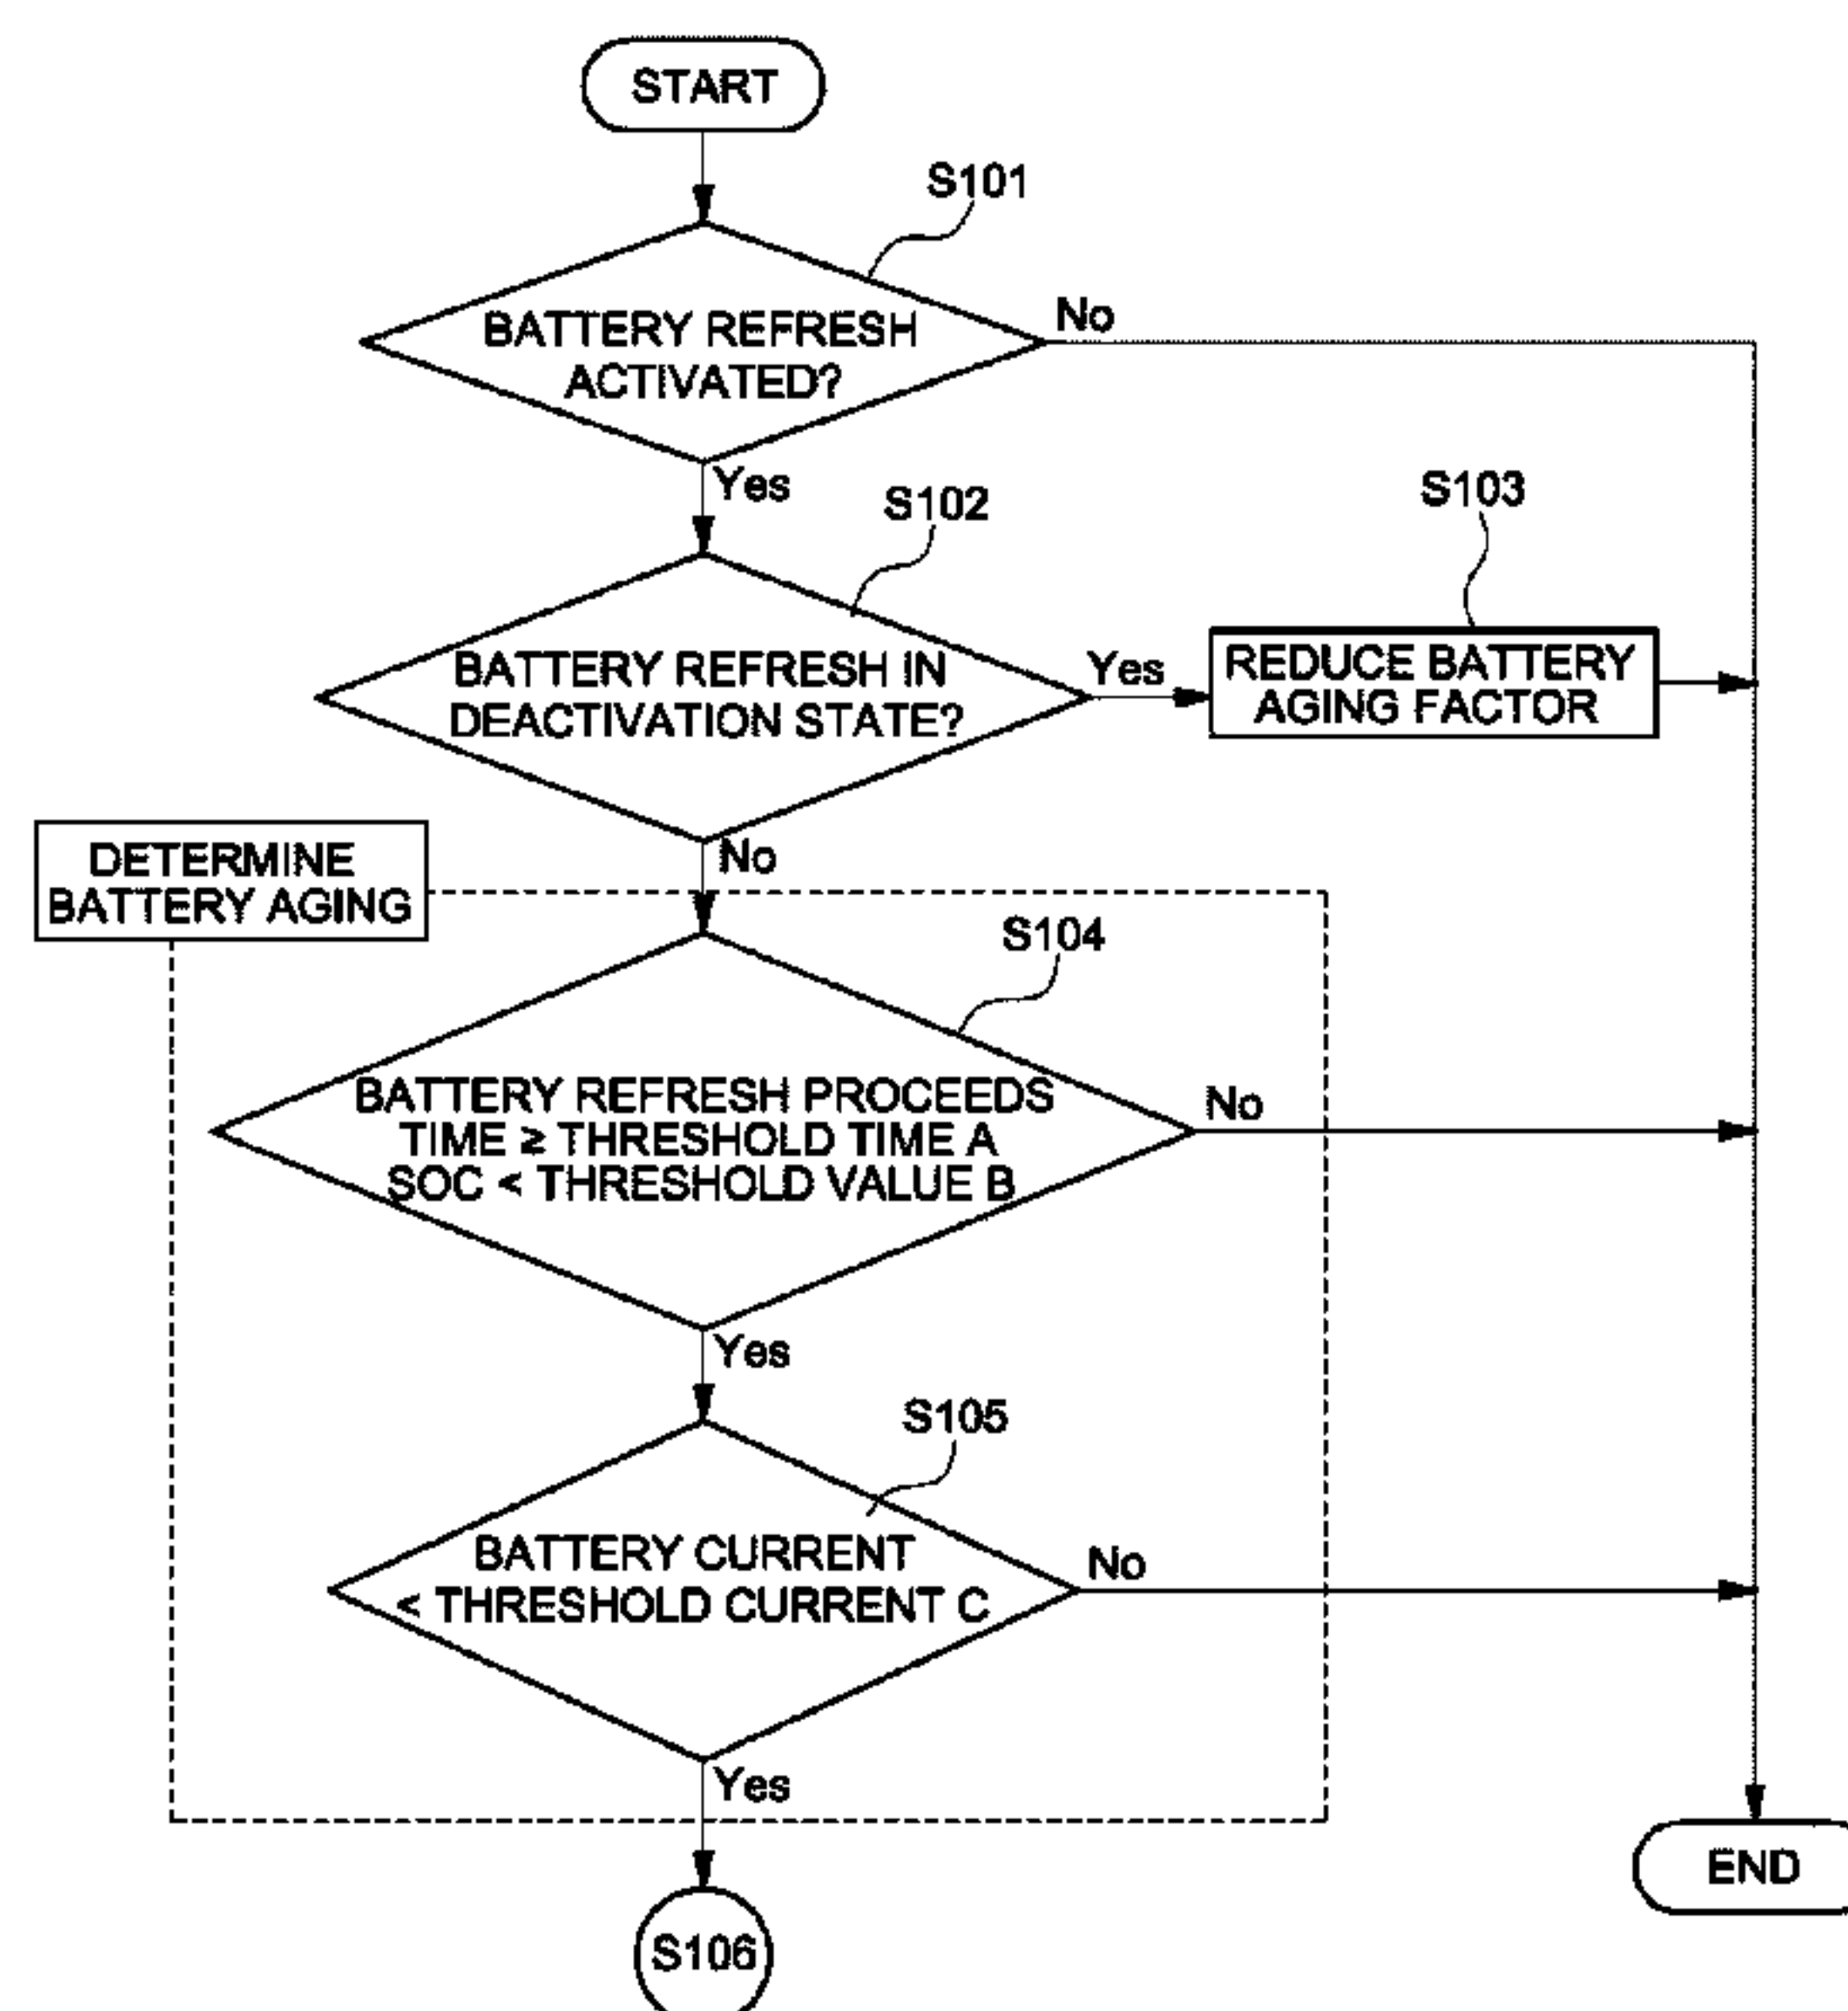 START
S101
BATTERY REFRESH
ACTIVATED?
No
Yes
S102
S103
BATTERY REFRESH IN
DEACTIVATION STATE?
Yes
REDUCE BATTERY
AGING FACTOR
No
DETERMINE
BATTERY AGING
S104
BATTERY REFRESH PROCEEDS
TIME ≥ THRESHOLD TIME A
SOC < THRESHOLD VALUE B
No
Yes
S105
BATTERY CURRENT
< THRESHOLD CURRENT C
No
Yes
END
S106